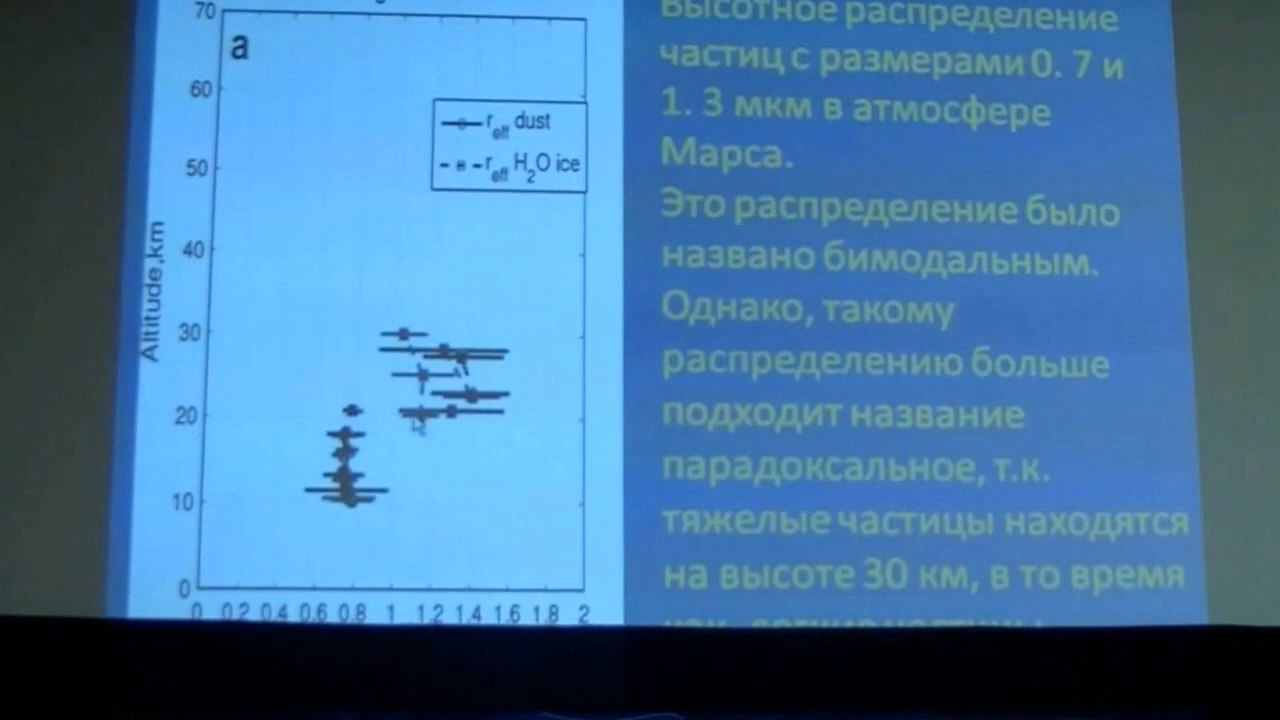 70
a
60
50
40
30
20
10
0
Altitude,km
r eff dust
r eff H2O ice
0 0.2 0.4 0.6 0.8 1 1.2 1.4 1.6 1.8 2
Высотное распределение
частиц с размерами 0. 7 и
1. 3 мкм в атмосфере
Марса.
Это распределение было
названо бимодальным.
Однако, такому
распределению больше
подходит название
парадоксальное, т.к.
тяжелые частицы находятся
на высоте 30 км, в то время